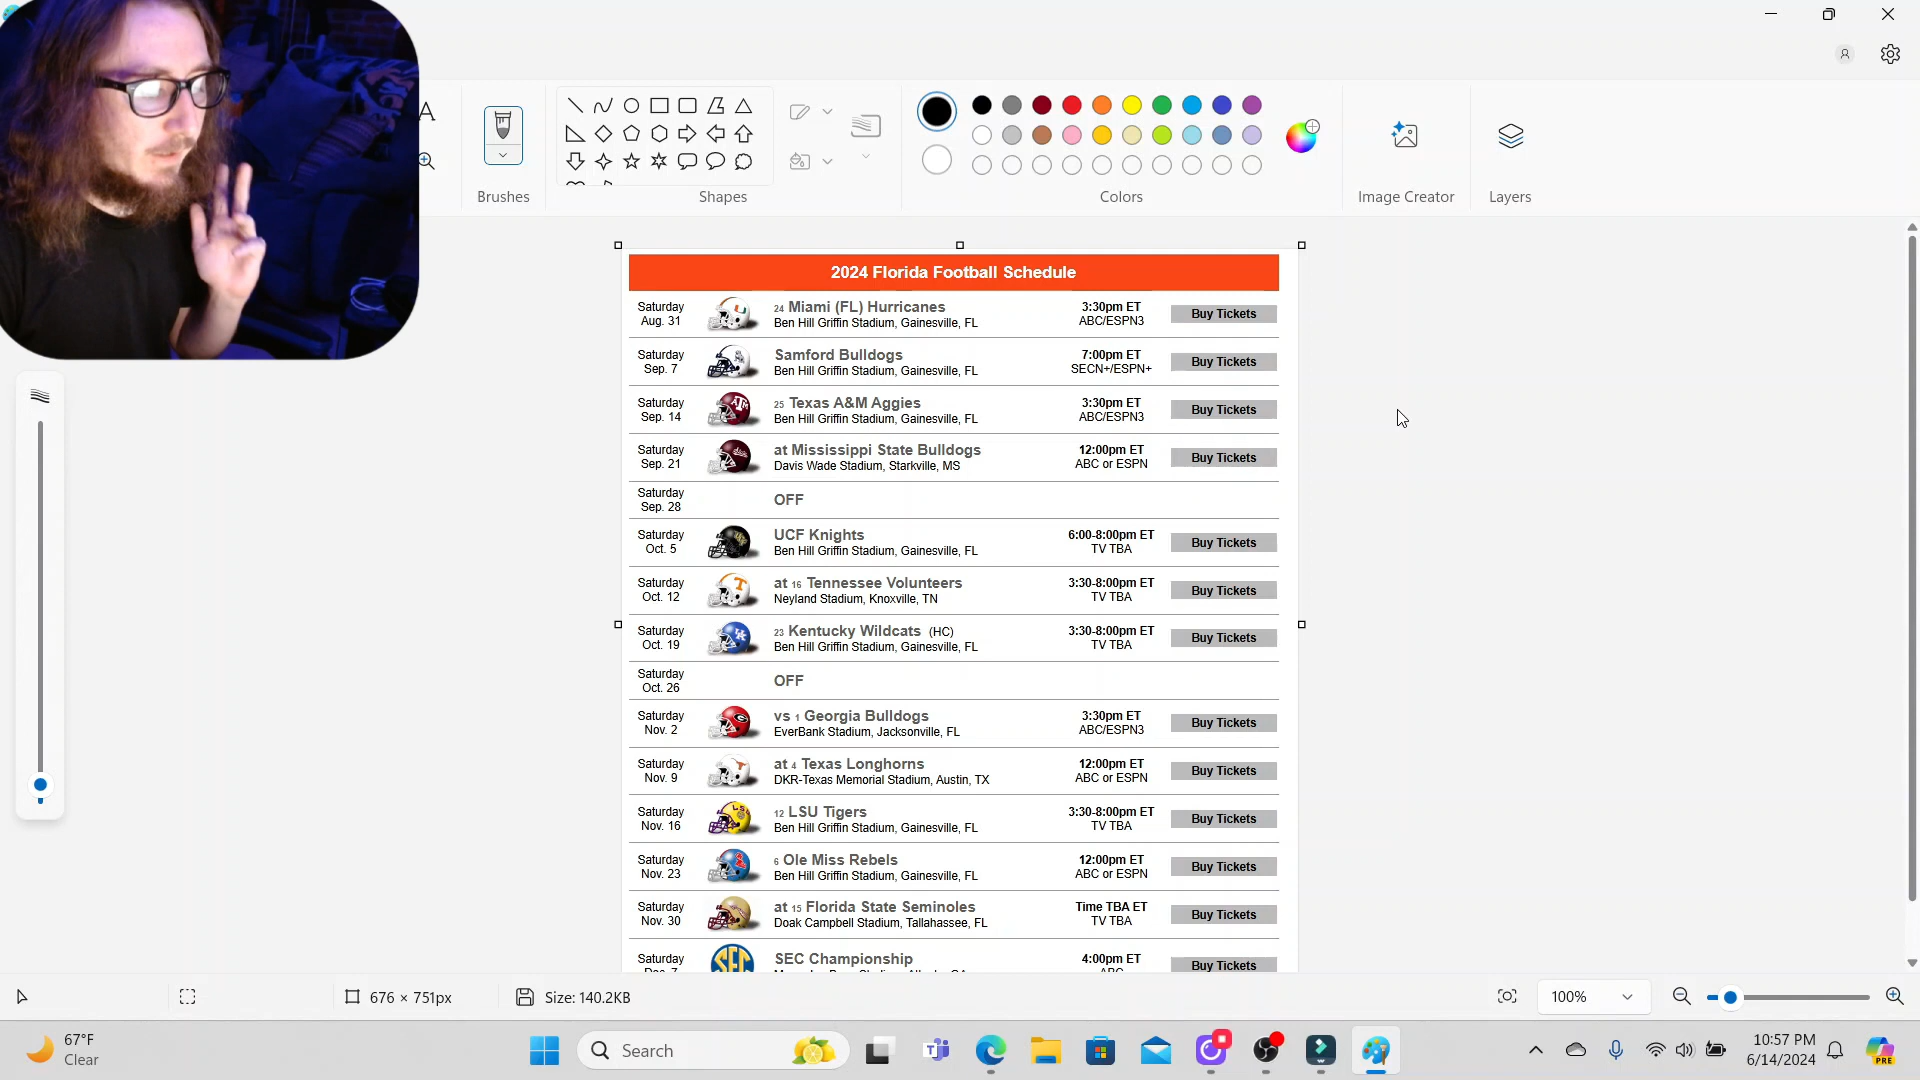 A
Brushes
Shapes
Colors
Image Creator
Layers
2024 Florida Football Schedule
Saturday
Aug. 31
24 Miami (FL) Hurricanes
Ben Hill Griffin Stadium, Gainesville, FL
3:30pm ET
ABC/ESPN3
Buy Tickets
Saturday
Sep. 7
Samford Bulldogs
Ben Hill Griffin Stadium, Gainesville, FL
7:00pm ET
SECN+/ESPN+
Buy Tickets
Saturday
Sep. 14
25 Texas A&M Aggies
Ben Hill Griffin Stadium, Gainesville, FL
3:30pm ET
ABC/ESPN3
Buy Tickets
Saturday
Sep. 21
at Mississippi State Bulldogs
Davis Wade Stadium, Starkville, MS
12:00pm ET
ABC or ESPN
Buy Tickets
Saturday
Sep. 28
OFF
Saturday
Oct. 5
UCF Knights
Ben Hill Griffin Stadium, Gainesville, FL
6:00-8:00pm ET
TV TBA
Buy Tickets
Saturday
Oct. 12
at 16 Tennessee Volunteers
Neyland Stadium, Knoxville, TN
3:30-8:00pm ET
TV TBA
Buy Tickets
Saturday
Oct. 19
23 Kentucky Wildcats (HC)
Ben Hill Griffin Stadium, Gainesville, FL
3:30-8:00pm ET
TV TBA
Buy Tickets
Saturday
Oct. 26
OFF
Saturday
Nov. 2
vs 1 Georgia Bulldogs
EverBank Stadium, Jacksonville, FL
3:30pm ET
ABC/ESPN3
Buy Tickets
Saturday
Nov. 9
at 4 Texas Longhorns
DKR-Texas Memorial Stadium, Austin, TX
12:00pm ET
ABC or ESPN
Buy Tickets
Saturday
Nov. 16
12 LSU Tigers
Ben Hill Griffin Stadium, Gainesville, FL
3:30-8:00pm ET
TV TBA
Buy Tickets
Saturday
Nov. 23
6 Ole Miss Rebels
Ben Hill Griffin Stadium, Gainesville, FL
12:00pm ET
ABC or ESPN
Buy Tickets
Saturday
Nov. 30
at 15 Florida State Seminoles
Doak Campbell Stadium, Tallahassee, FL
Time TBA ET
TV TBA
Buy Tickets
Saturday
SEC
SEC Championship
4:00pm ET
Buy Tickets
676 × 751px
Size: 140.2KB
100%
67°F
Clear
Search
10:57 PM
6/14/2024
PRE